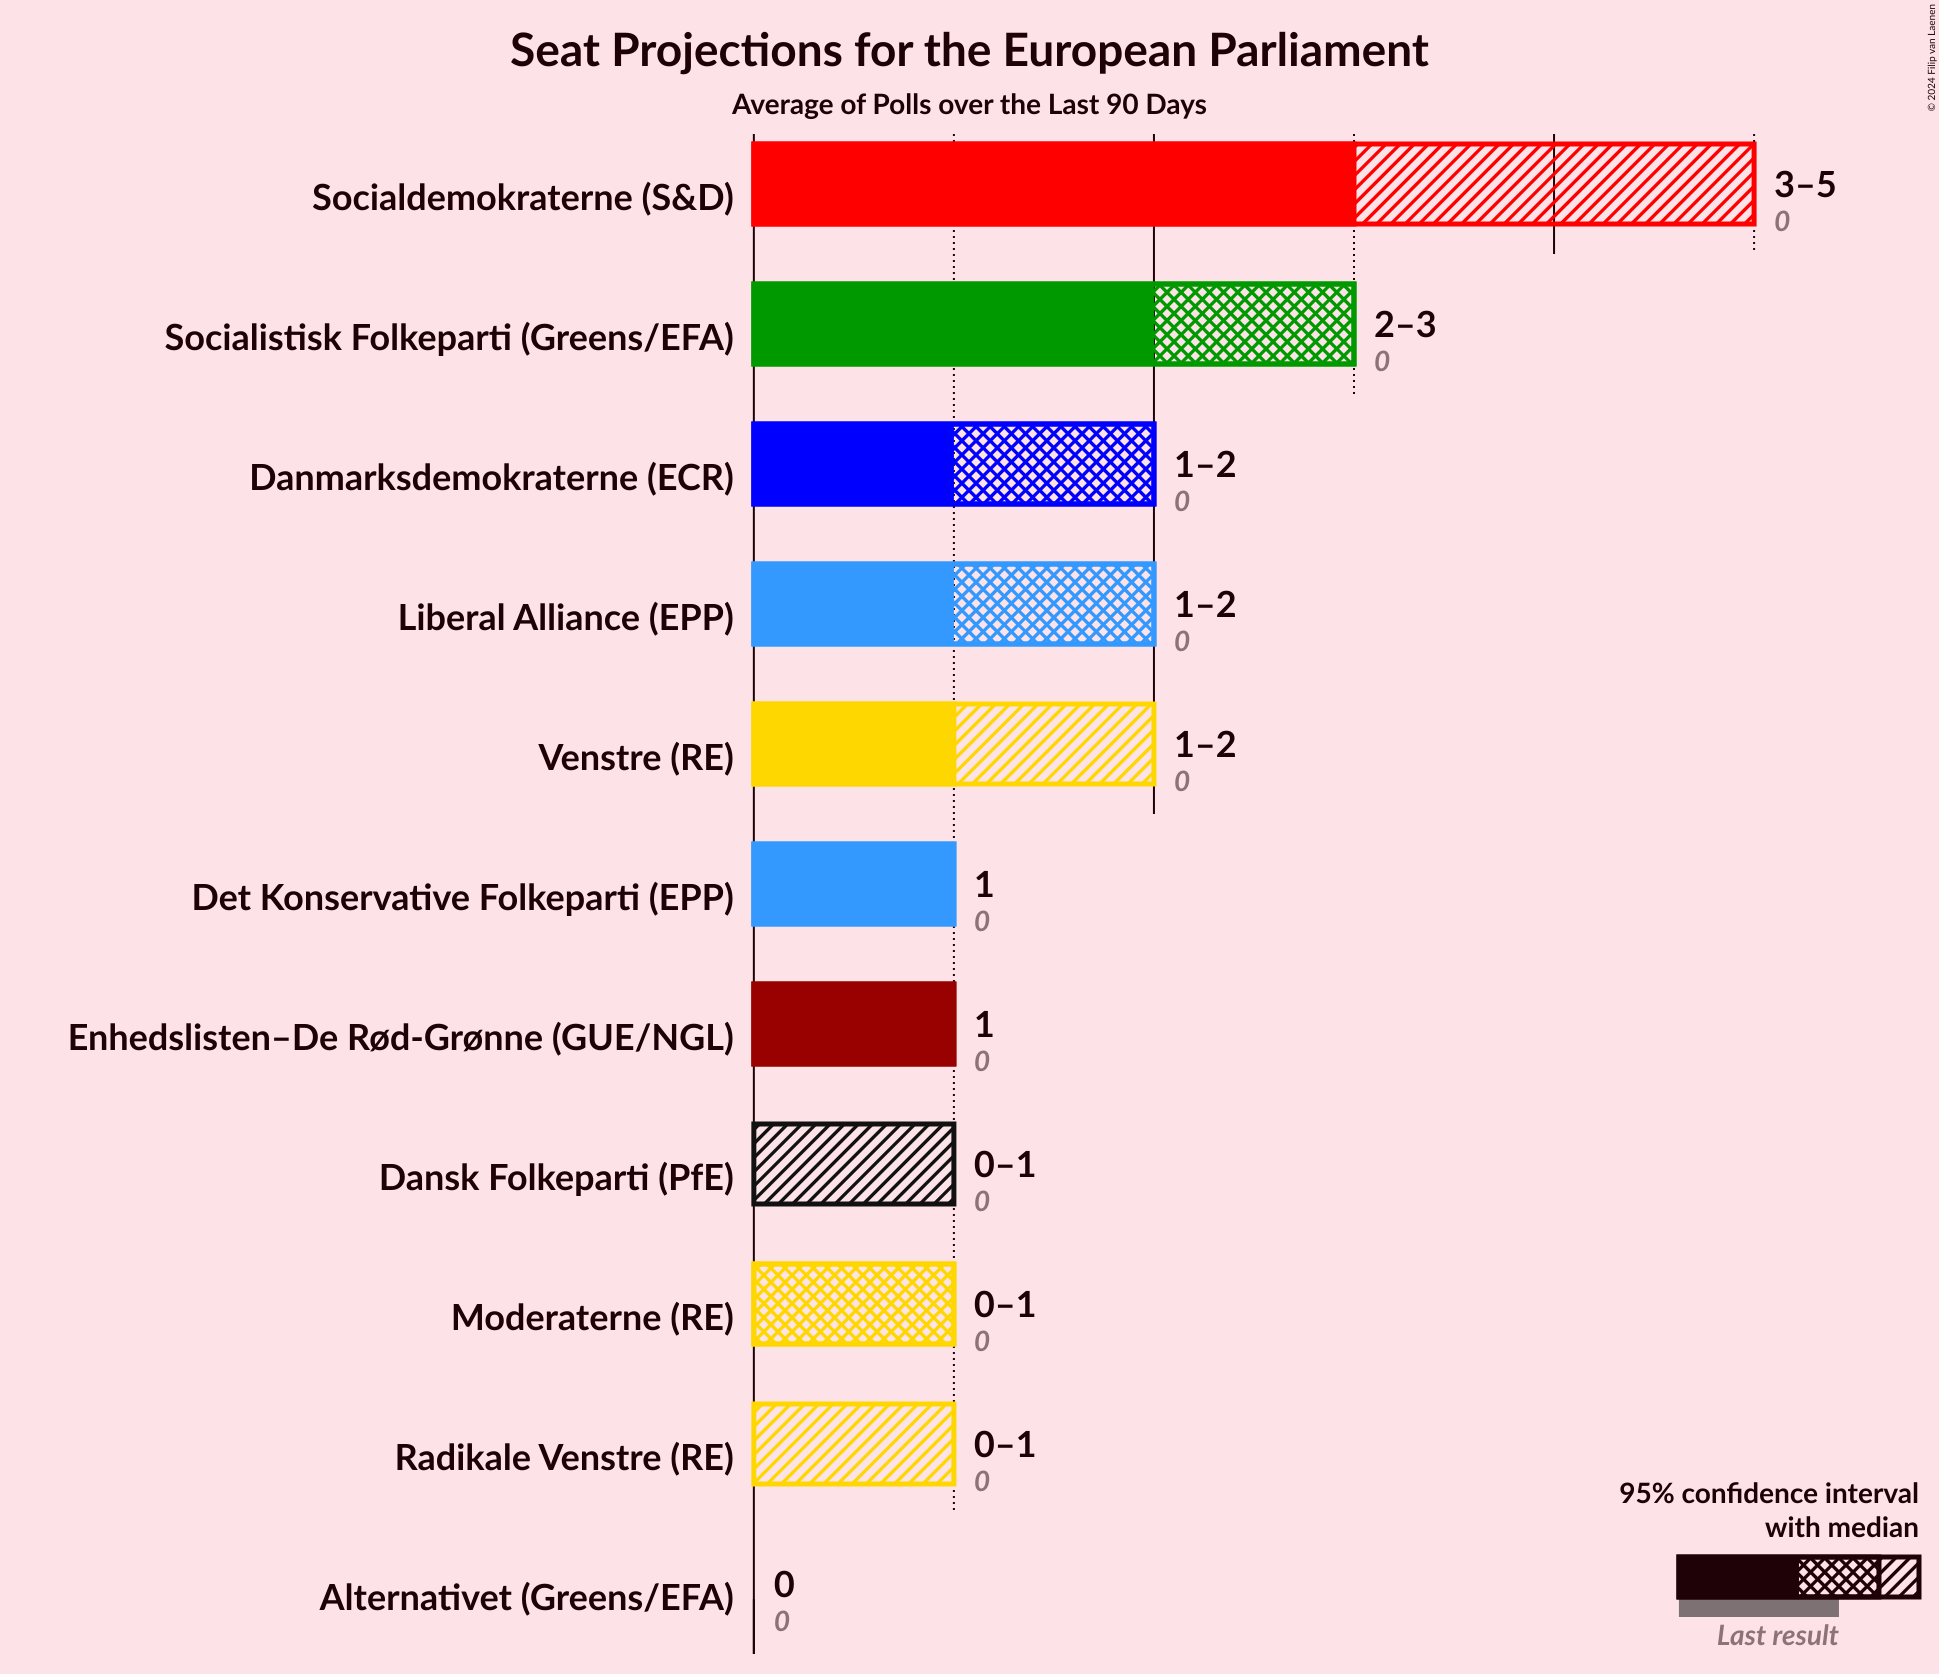 Seat Projections for the European Parliament
Average of Polls over the Last 90 Days
© 2024 Filip van Laenen
Socialdemokraterne (S&D)
3–5
0
Socialistisk Folkeparti (Greens/EFA)
2–3
0
Danmarksdemokraterne (ECR)
1–2
0
Liberal Alliance (EPP)
1–2
0
Venstre (RE)
1–2
0
Det Konservative Folkeparti (EPP)
1
0
Enhedslisten–De Rød-Grønne (GUE/NGL)
1
0
Dansk Folkeparti (PfE)
0–1
0
Moderaterne (RE)
0–1
0
Radikale Venstre (RE)
0–1
0
Alternativet (Greens/EFA)
0
0
95% confidence interval
with median
Last result